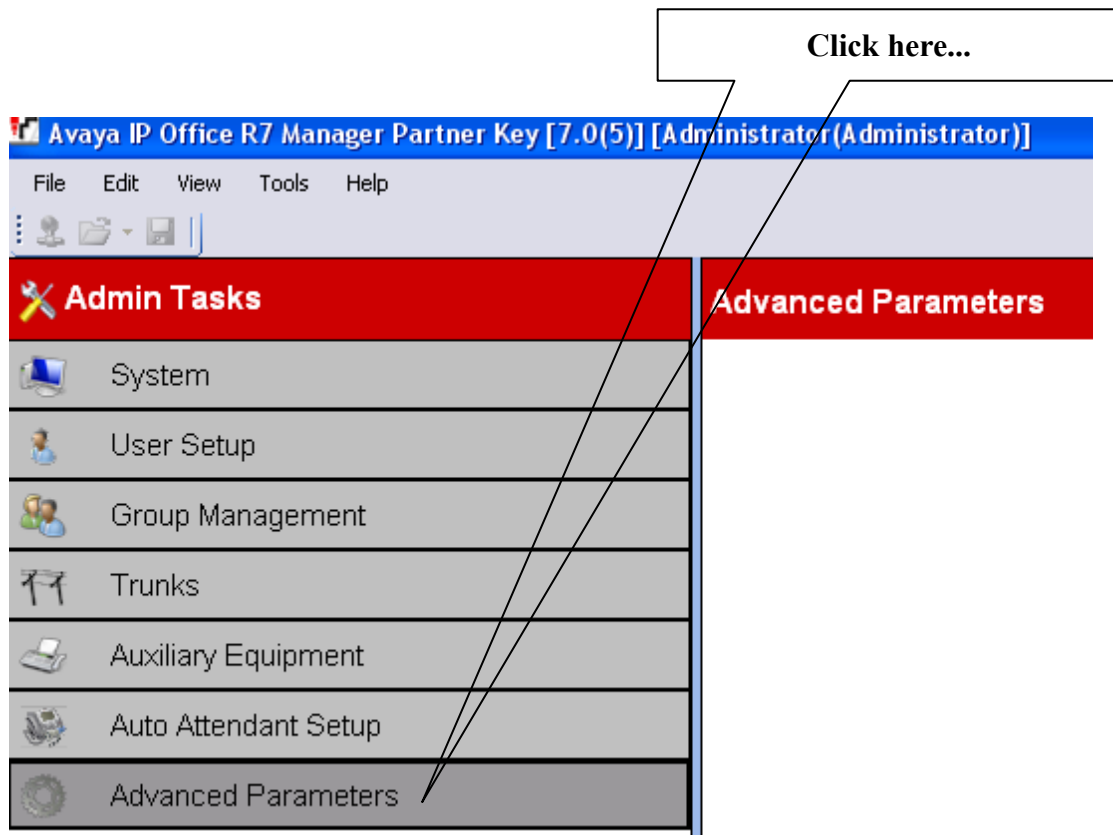 Click here...
Avaya IP Office R7 Manager Partner Key [7.0(5)] [Administrator(Administrator)]
File Edit View Tools Help
Admin Tasks
Advanced Parameters
System
User Setup
Group Management
Trunks
Auxiliary Equipment
Auto Attendant Setup
Advanced Parameters